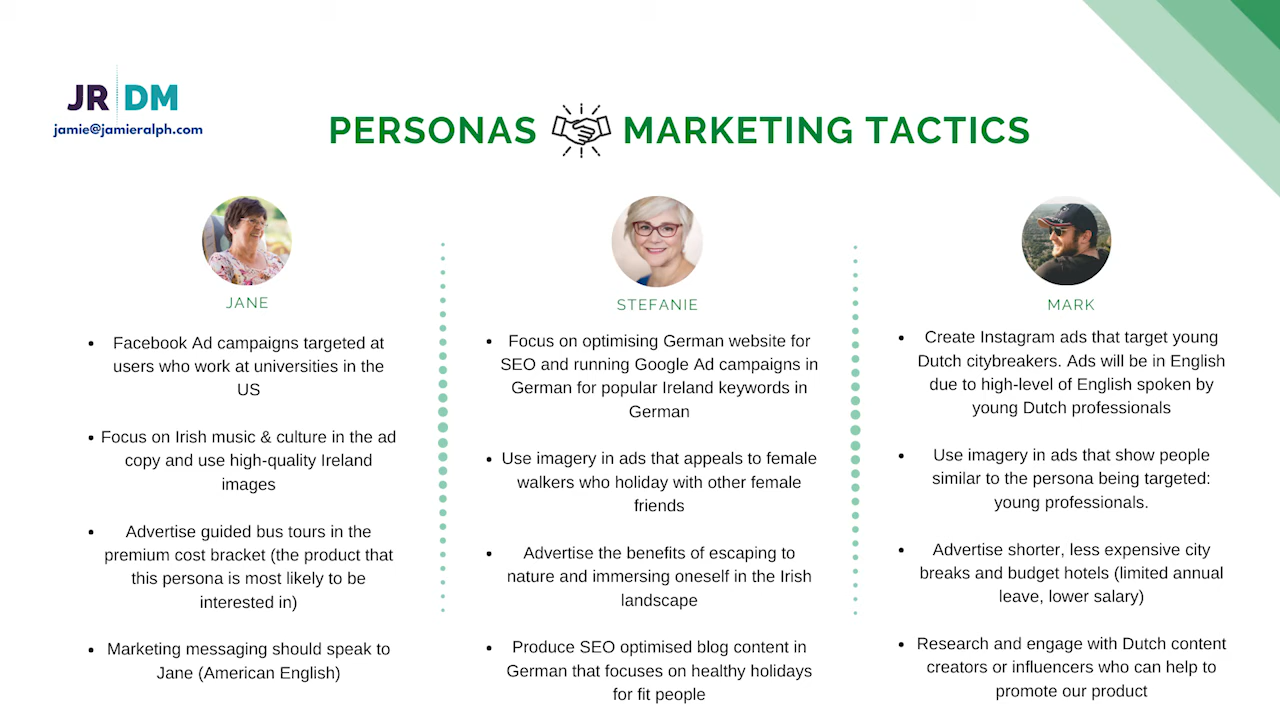 JR DM
jamie@jamieralph.com
PERSONAS MARKETING TACTICS
JANE
• Facebook Ad campaigns targeted at
users who work at universities in the
US
• Focus on Irish music & culture in the ad
copy and use high-quality Ireland
images
• Advertise guided bus tours in the
premium cost bracket (the product that
this persona is most likely to be
interested in)
• Marketing messaging should speak to
Jane (American English)
STEFANIE
• Focus on optimising German website for
SEO and running Google Ad campaigns in
German for popular Ireland keywords in
German
• Use imagery in ads that appeals to female
walkers who holiday with other female
friends
• Advertise the benefits of escaping to
nature and immersing oneself in the Irish
landscape
• Produce SEO optimised blog content in
German that focuses on healthy holidays
for fit people
MARK
• Create Instagram ads that target young
Dutch citybreakers. Ads will be in English
due to high-level of English spoken by
young Dutch professionals
• Use imagery in ads that show people
similar to the persona being targeted:
young professionals.
• Advertise shorter, less expensive city
breaks and budget hotels (limited annual
leave, lower salary)
• Research and engage with Dutch content
creators or influencers who can help to
promote our product